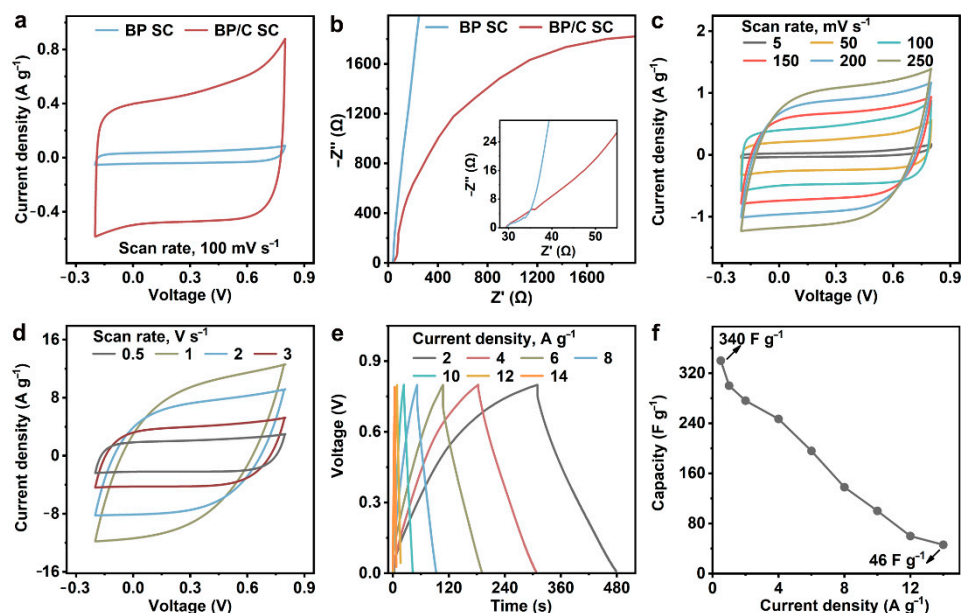 a
BP SC BP/C SC
Current density (A g⁻¹)
0.8
0.4
0.0
−0.4
Scan rate, 100 mV s⁻¹
−0.3 0.0 0.3 0.6 0.9
Voltage (V)
b
BP SC BP/C SC
−Z'' (Ω)
1800
1440
1080
720
360
0
0 400 800 1200 1600
Z' (Ω)
−Z'' (Ω)
24
16
8
0
30 40 50
Z' (Ω)
c
Scan rate, mV s⁻¹
5 50 100
150 200 250
Current density (A g⁻¹)
2
1
0
-1
−0.3 0.0 0.3 0.6 0.9
Voltage (V)
d
Scan rate, V s⁻¹
0.5 1 2 3
Current density (A g⁻¹)
16
8
0
-8
-16
−0.3 0.0 0.3 0.6 0.9
Voltage (V)
e
Current density, A g⁻¹
2 4 6 8
10 12 14
Voltage (V)
0.9
0.6
0.3
0.0
0 120 240 360 480
Time (s)
f
340 F g⁻¹
Capacity (F g⁻¹)
320
240
160
80
0
46 F g⁻¹
0 4 8 12
Current density (A g⁻¹)